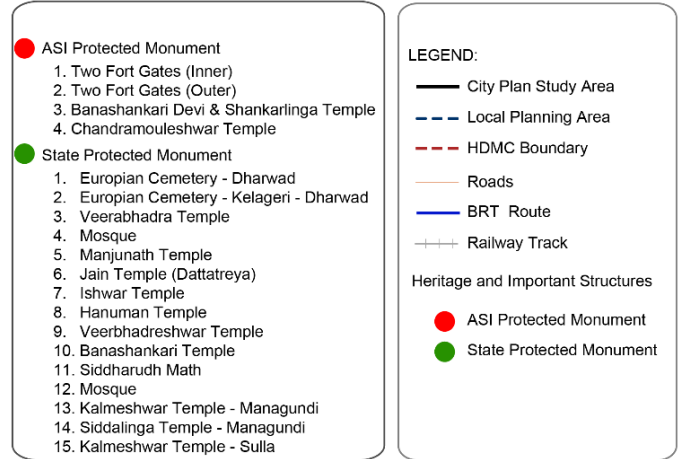 ASI Protected Monument
1. Two Fort Gates (Inner)
2. Two Fort Gates (Outer)
3. Banashankari Devi & Shankarlinga Temple
4. Chandramouleshwar Temple
State Protected Monument
1. Europian Cemetery - Dharwad
2. Europian Cemetery - Kelageri - Dharwad
3. Veerabhadra Temple
4. Mosque
5. Manjunath Temple
6. Jain Temple (Dattatreya)
7. Ishwar Temple
8. Hanuman Temple
9. Veerbhadreshwar Temple
10. Banashankari Temple
11. Siddharudh Math
12. Mosque
13. Kalmeshwar Temple - Managundi
14. Siddalinga Temple - Managundi
15. Kalmeshwar Temple - Sulla
LEGEND:
City Plan Study Area
Local Planning Area
HDMC Boundary
Roads
BRT Route
Railway Track
Heritage and Important Structures
ASI Protected Monument
State Protected Monument